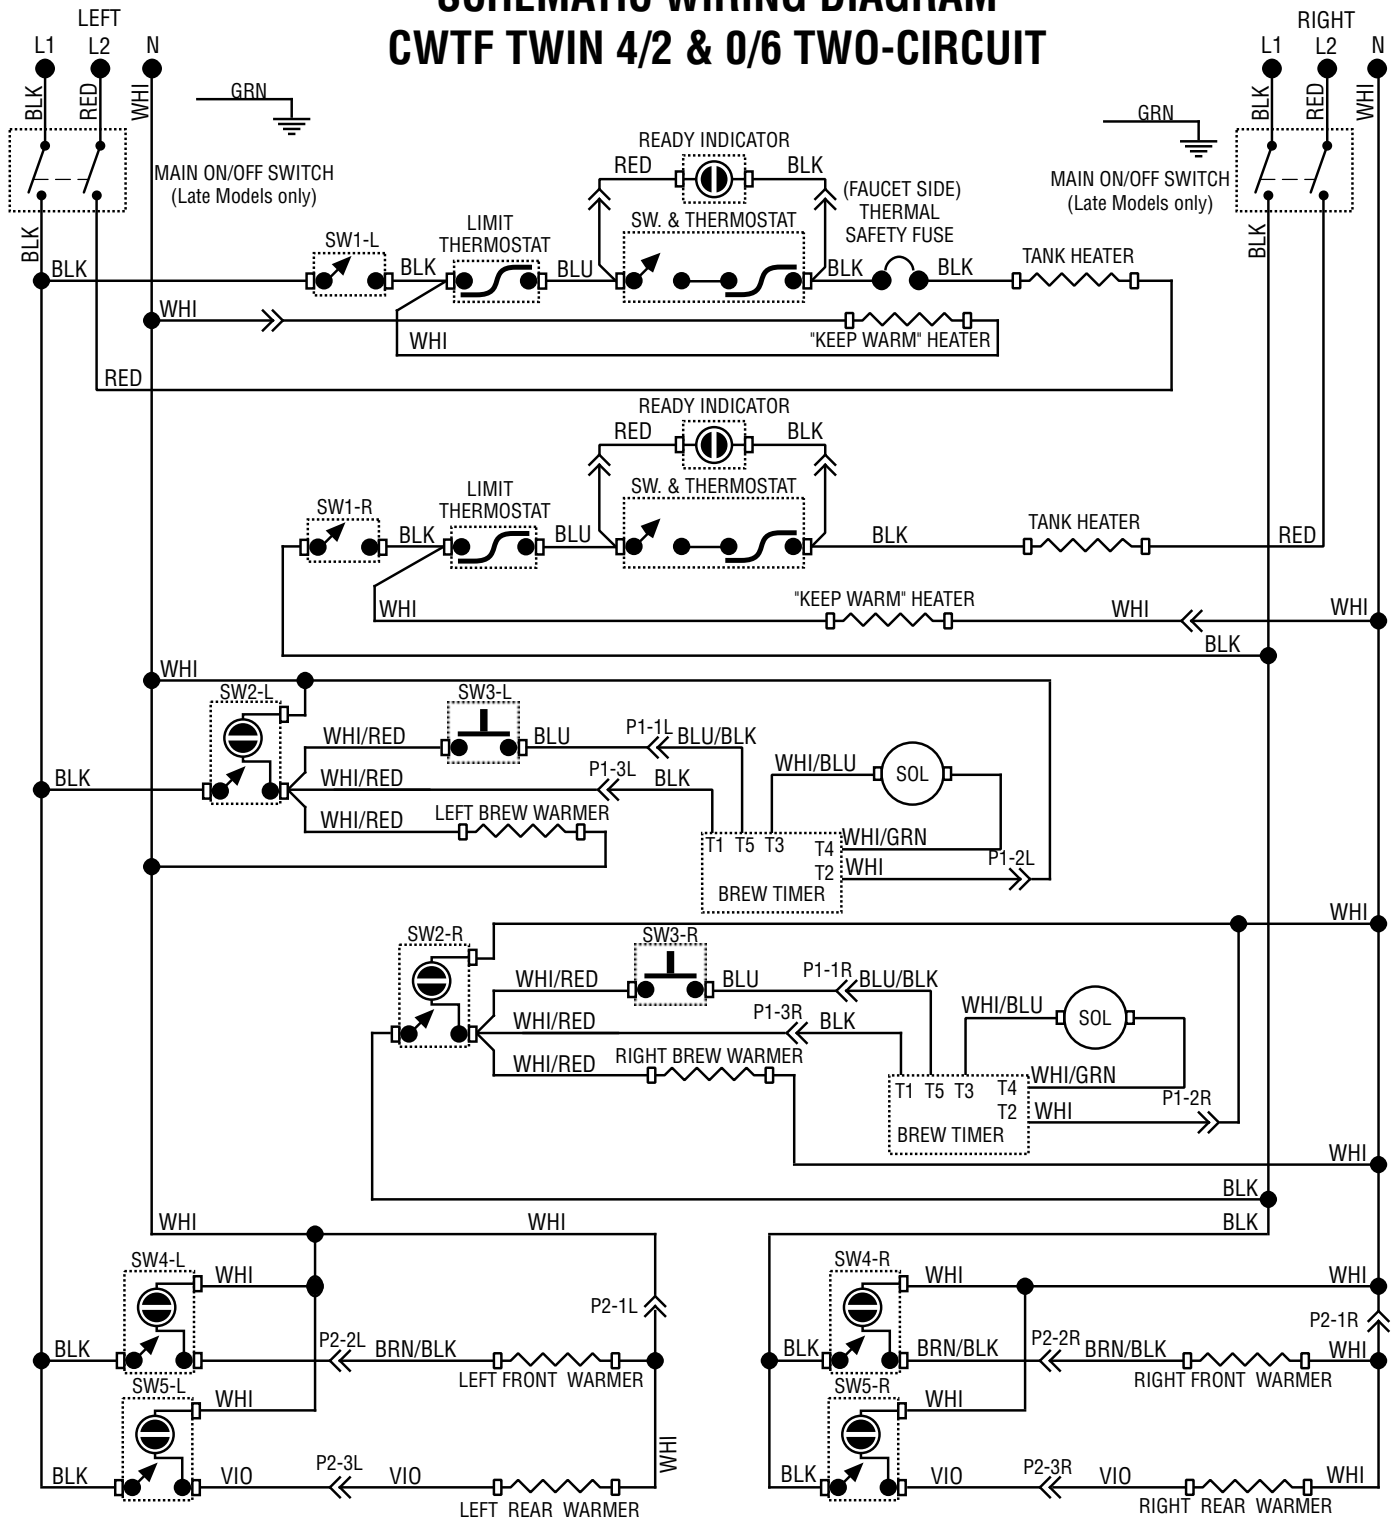 SCHEMATIC WIRING DIAGRAM
CWTF TWIN 4/2 & 0/6 TWO-CIRCUIT
LEFT
L1 L2 N
RIGHT
L1 L2 N
BLK RED WHI
GRN
GRN
BLK RED WHI
MAIN ON/OFF SWITCH
(Late Models only)
MAIN ON/OFF SWITCH
(Late Models only)
BLK
BLK
READY INDICATOR
RED BLK
(FAUCET SIDE)
THERMAL
SAFETY FUSE
SW1-L
LIMIT
THERMOSTAT
SW. & THERMOSTAT
TANK HEATER
BLK BLK BLU BLK BLK
WHI
WHI
"KEEP WARM" HEATER
RED
READY INDICATOR
RED BLK
SW1-R
LIMIT
THERMOSTAT
SW. & THERMOSTAT
TANK HEATER
BLK BLU BLK RED
WHI
"KEEP WARM" HEATER
WHI WHI
BLK
WHI
SW2-L
SW3-L
WHI/RED BLU P1-1L BLU/BLK
BLK WHI/RED P1-3L BLK
WHI/BLU SOL
WHI/RED LEFT BREW WARMER
T1 T5 T3 T4 WHI/GRN
T2 WHI P1-2L
BREW TIMER
WHI
SW2-R
SW3-R
WHI/RED BLU P1-1R BLU/BLK
WHI/RED P1-3R BLK
WHI/BLU SOL
WHI/RED RIGHT BREW WARMER
T1 T5 T3 T4 WHI/GRN
T2 WHI P1-2R
BREW TIMER
WHI
BLK
WHI WHI
BLK
SW4-L
WHI
P2-1L
BLK P2-2L BRN/BLK
LEFT FRONT WARMER
SW5-L
WHI
WHI
BLK VIO P2-3L VIO
LEFT REAR WARMER
SW4-R
WHI WHI
P2-1R
BLK BRN/BLK P2-2R BRN/BLK WHI
RIGHT FRONT WARMER
SW5-R
WHI
BLK VIO P2-3R VIO WHI
RIGHT REAR WARMER